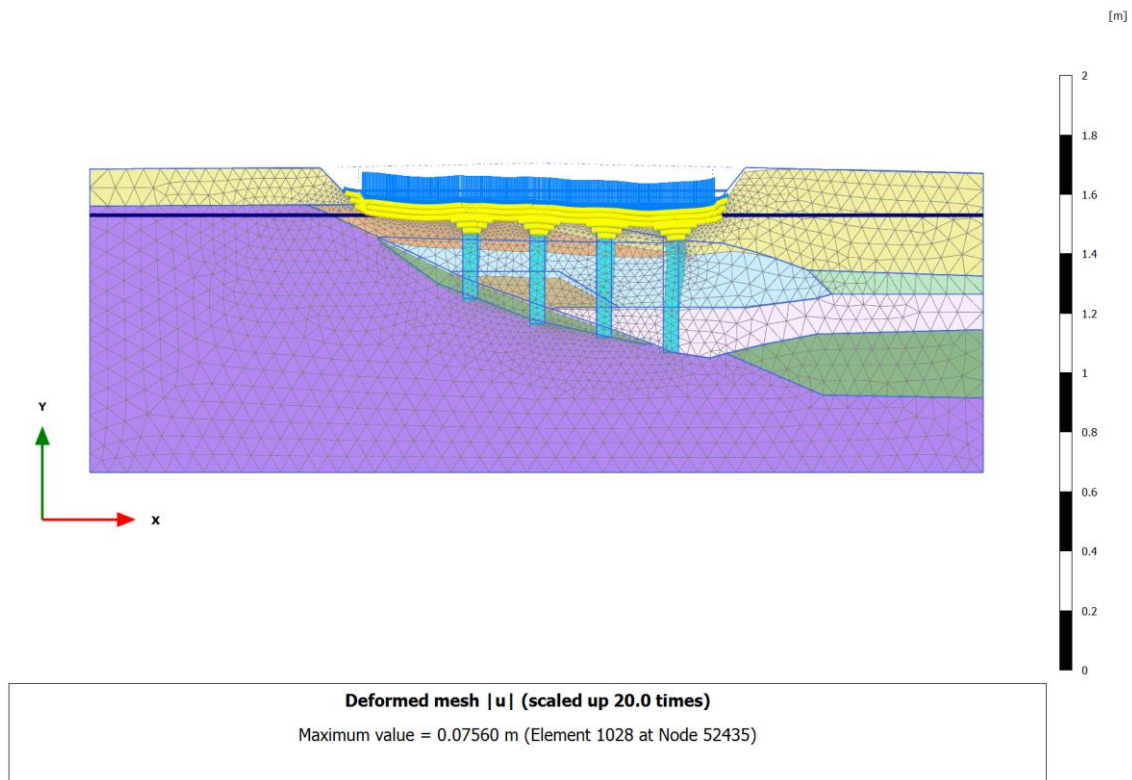 [m]
2
1.8
1.6
1.4
1.2
1
0.8
0.6
0.4
0.2
0
Y
X
Deformed mesh |u| (scaled up 20.0 times)
Maximum value = 0.07560 m (Element 1028 at Node 52435)